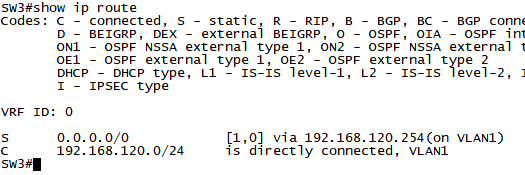 SW3#show ip route
Codes: C - connected, S - static, R - RIP, B - BGP, BC - BGP conne
D - BEIGRP, DEX - external BEIGRP, O - OSPF, OIA - OSPF int
ON1 - OSPF NSSA external type 1, ON2 - OSPF NSSA external t
OE1 - OSPF external type 1, OE2 - OSPF external type 2
DHCP - DHCP type, L1 - IS-IS level-1, L2 - IS-IS level-2, I
I - IPSEC type
VRF ID: 0
S 0.0.0.0/0 [1,0] via 192.168.120.254(on VLAN1)
C 192.168.120.0/24 is directly connected, VLAN1
SW3#